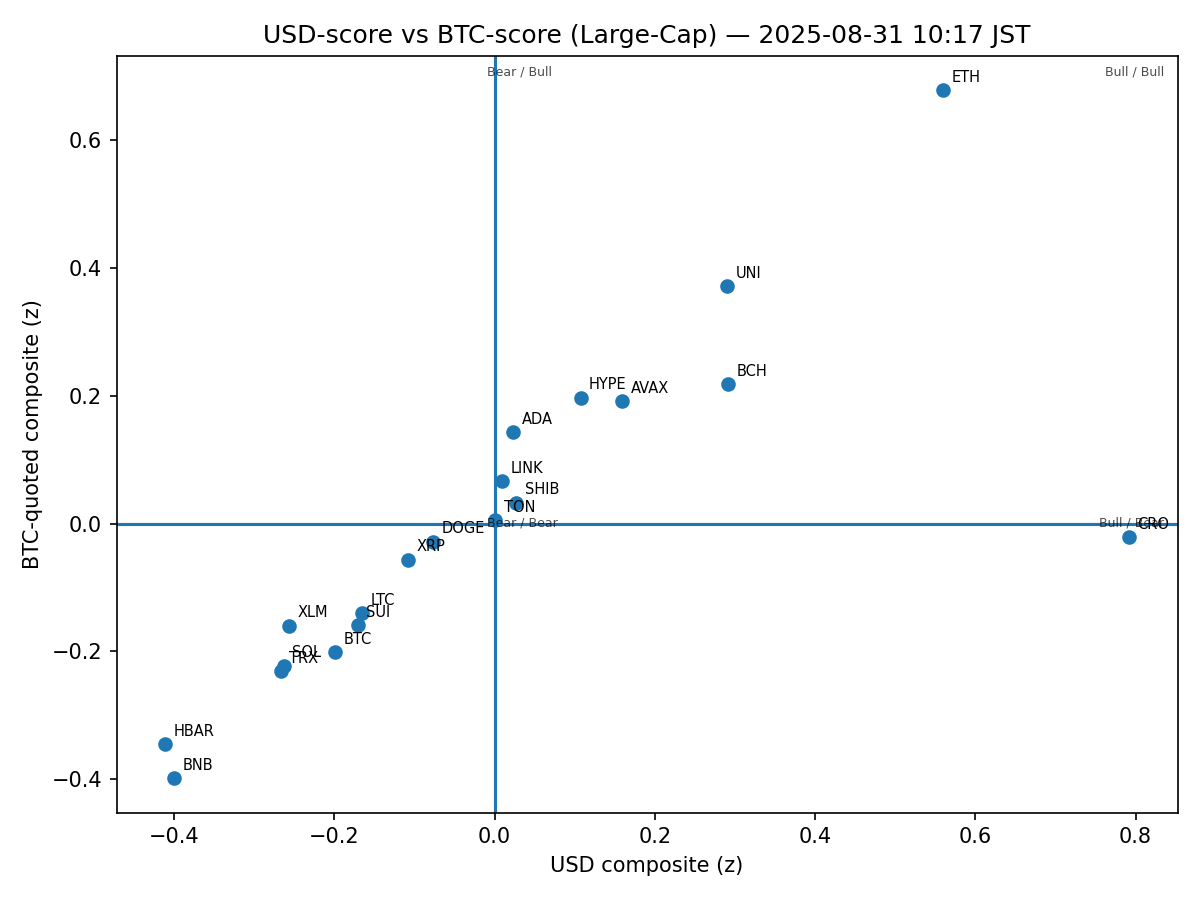 USD-score vs BTC-score (Large-Cap) — 2025-08-31 10:17 JST
Bear / Bull
Bull / Bull
ETH
0.6
UNI
0.4
BCH
HYPE
AVAX
0.2
ADA
LINK
SHIB
TON
0.0
Bear / Bear
Bull / Bear
CRO
DOGE
XRP
LTC
SUI
XLM
BTC
SOL
TRX
−0.2
HBAR
BNB
−0.4
BTC-quoted composite (z)
−0.4
−0.2
0.0
0.2
0.4
0.6
0.8
USD composite (z)